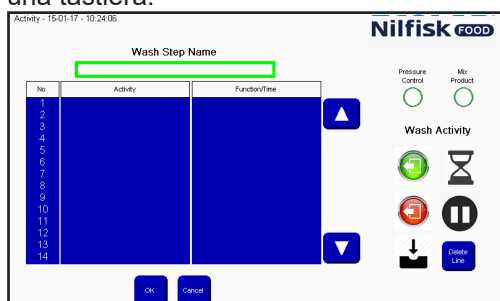 una tastiera.
Activity - 15-01-17 - 10:24:06
Nilfisk FOOD
Wash Step Name
Pressure Control
Mix Product
No Activity Function/Time
1
2
3
4
5
6
7
8
9
10
11
12
13
14
Wash Activity
Delete Line
OK Cancel